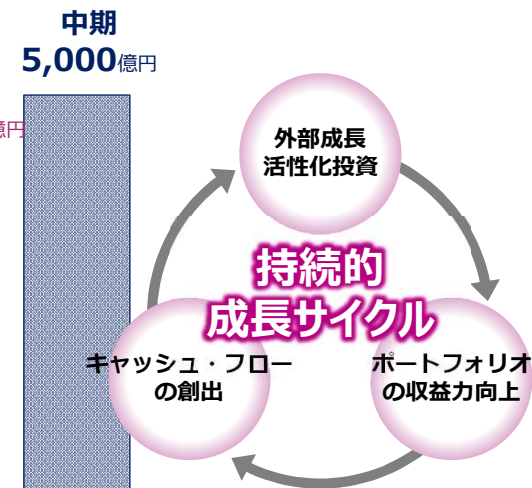 中期
5,000億円
億円
外部成長
活性化投資
持続的
成長サイクル
キャッシュ・フロー
の創出
ポートフォリオ
の収益力向上